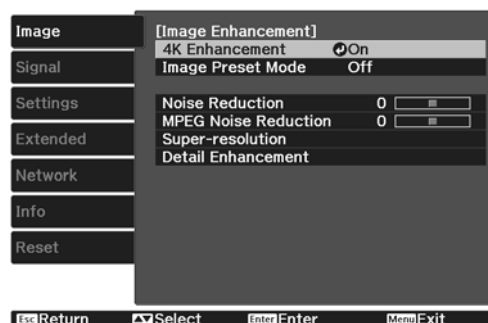 Image
Signal
Settings
Extended
Network
Info
Reset
[Image Enhancement]
4K Enhancement On
Image Preset Mode Off
Noise Reduction 0
MPEG Noise Reduction 0
Super-resolution
Detail Enhancement
Esc Return Select Enter Enter Menu Exit